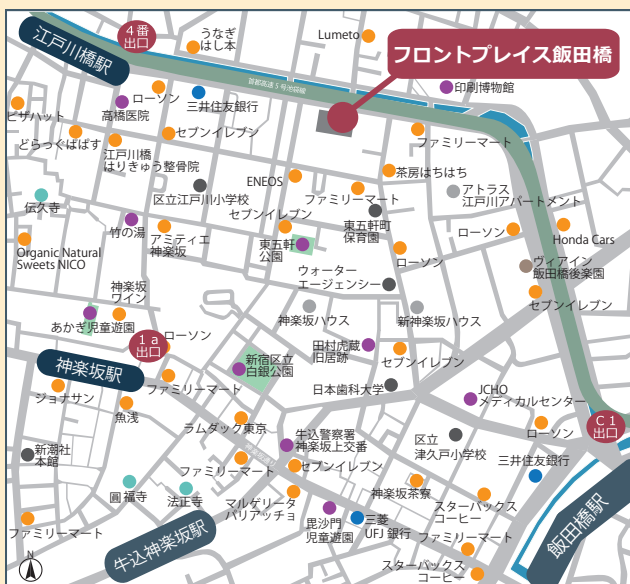 江戸川橋駅
4番
出口
うなぎ
はし本
Lumeto
フロントプレイス飯田橋
首都高速5号池袋線
ピザハット
高橋医院
ローソン
三井住友銀行
印刷博物館
どらっぐぱぱす
江戸川橋
はりきゅう整骨院
セブンイレブン
ファミリーマート
茶房はちはち
ENEOS
伝久寺
区立江戸川小学校
ファミリーマート
アトラス
江戸川アパートメント
竹の湯
アミティエ
神楽坂
セブンイレブン
東五軒
公園
東五軒町
保育園
ローソン
ローソン
Honda Cars
Organic Natural
Sweets NICO
ウォーター
エージェンシー
ヴィアイン
飯田橋後楽園
セブンイレブン
神楽坂
ワイン
あかぎ児童遊園
神楽坂ハウス
新神楽坂ハウス
1a
出口
ローソン
田村虎蔵
旧居跡
セブンイレブン
神楽坂駅
新宿区立
白銀公園
日本歯科大学
ジョナサン
ファミリーマート
魚浅
JCHO
メディカルセンター
C1
出口
ラムダック東京
牛込警察署
神楽坂上交番
区立
津久戸小学校
ローソン
新潮社
本館
ファミリーマート
セブンイレブン
三井住友銀行
圓福寺
法正寺
マルゲリータ
パリアッチョ
神楽坂茶寮
スターバックス
コーヒー
飯田橋駅
ファミリーマート
牛込神楽坂駅
毘沙門
児童遊園
三菱
UFJ 銀行
ファミリーマート
スターバックス
コーヒー
N